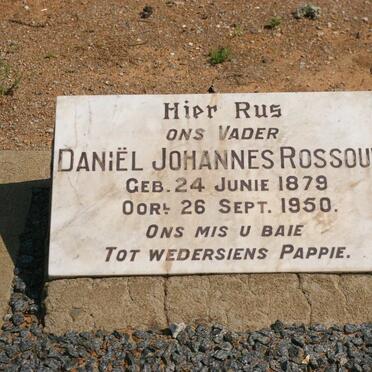 Hier Rus
ons Vader
Daniël Johannes Rossou
Geb. 24 Junie 1879
Oorl. 26 Sept. 1950.
Ons mis u baie
Tot wedersiens Pappie.